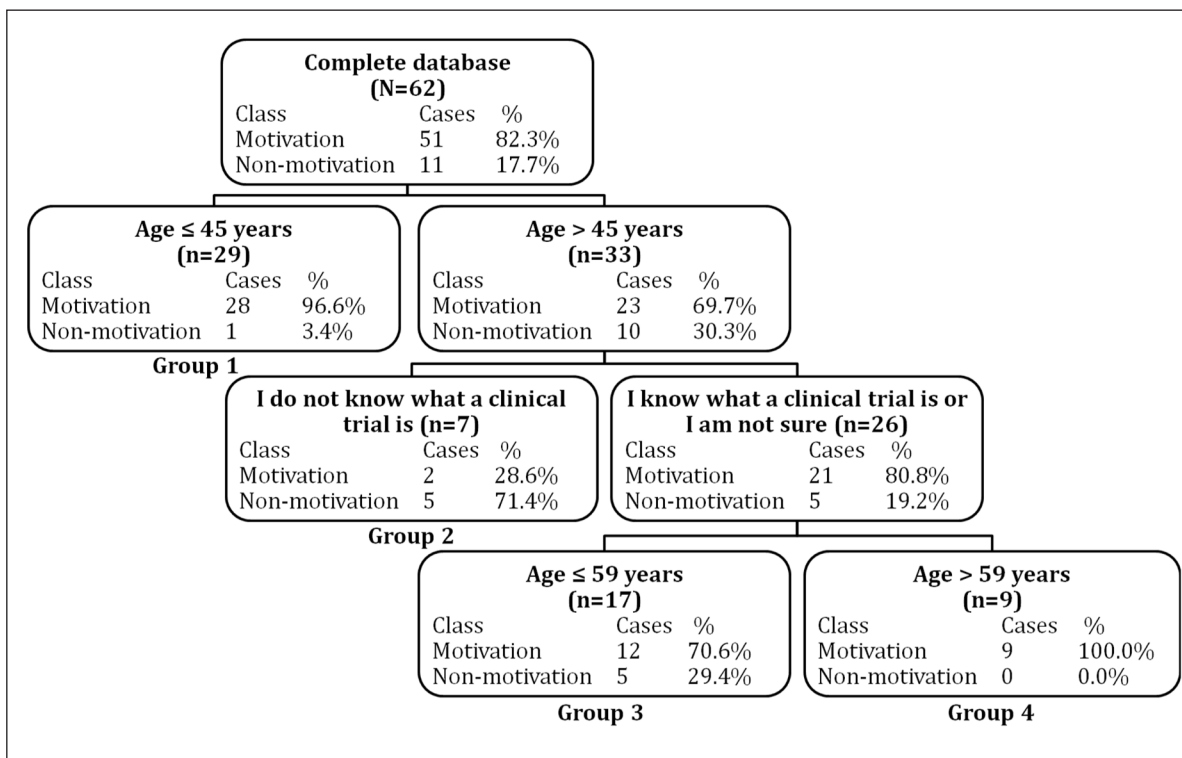 Complete database
(N=62)
Class Cases %
Motivation 51 82.3%
Non-motivation 11 17.7%
Age ≤ 45 years
(n=29)
Class Cases %
Motivation 28 96.6%
Non-motivation 1 3.4%
Group 1
Age > 45 years
(n=33)
Class Cases %
Motivation 23 69.7%
Non-motivation 10 30.3%
I do not know what a clinical
trial is (n=7)
Class Cases %
Motivation 2 28.6%
Non-motivation 5 71.4%
Group 2
I know what a clinical trial is or
I am not sure (n=26)
Class Cases %
Motivation 21 80.8%
Non-motivation 5 19.2%
Age ≤ 59 years
(n=17)
Class Cases %
Motivation 12 70.6%
Non-motivation 5 29.4%
Group 3
Age > 59 years
(n=9)
Class Cases %
Motivation 9 100.0%
Non-motivation 0 0.0%
Group 4